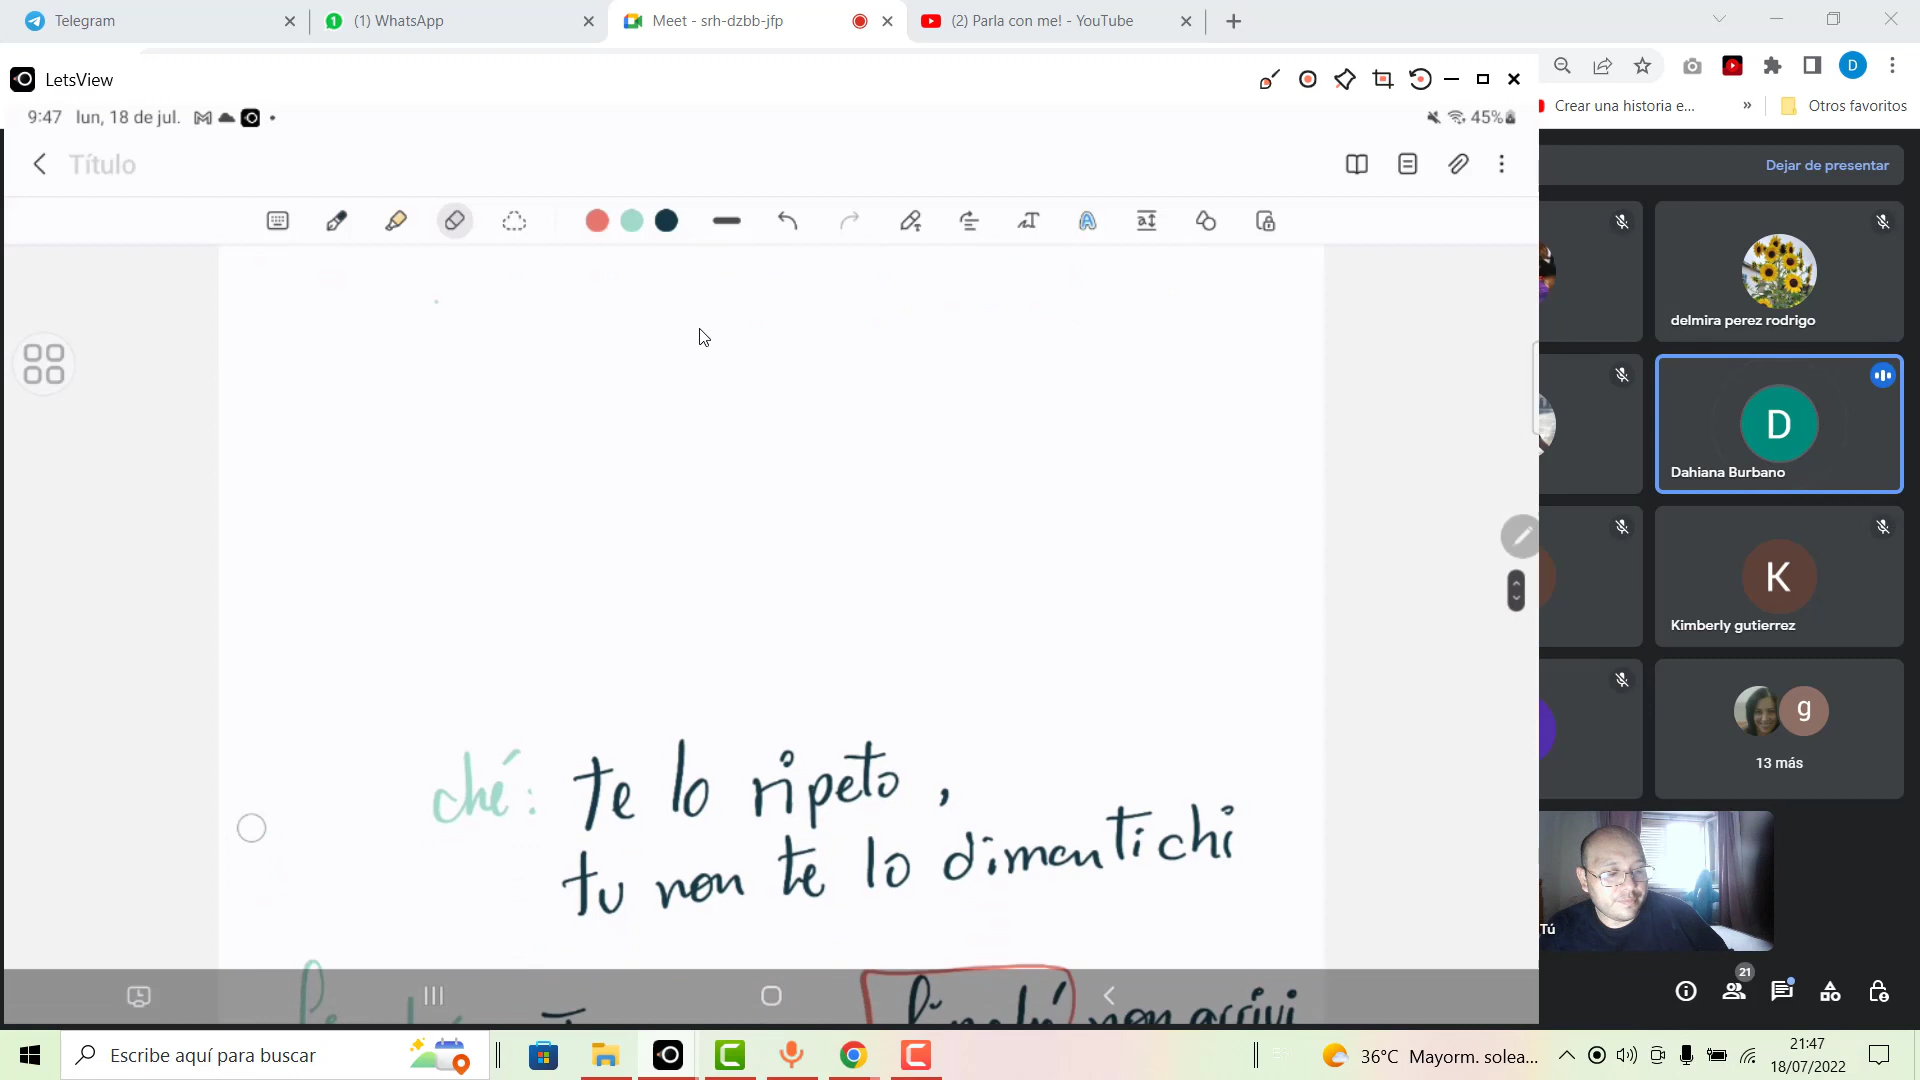 Telegram
1
(1) WhatsApp
Meet - srh-dzbb-jfp
(2) Parla con me! - YouTube
LetsView
D
Crear una historia e...
»
Otros favoritos
9:47 lun, 18 de jul.
45%
Título
Dejar de presentar
delmira perez rodrigo
D
Dahiana Burbano
K
Kimberly gutierrez
g
13 más
Tú
21
ché: te lo ripeto,
tu non te lo dimentichi
non arrivi
Escribe aquí para buscar
36°C Mayorm. solea...
21:47
18/07/2022